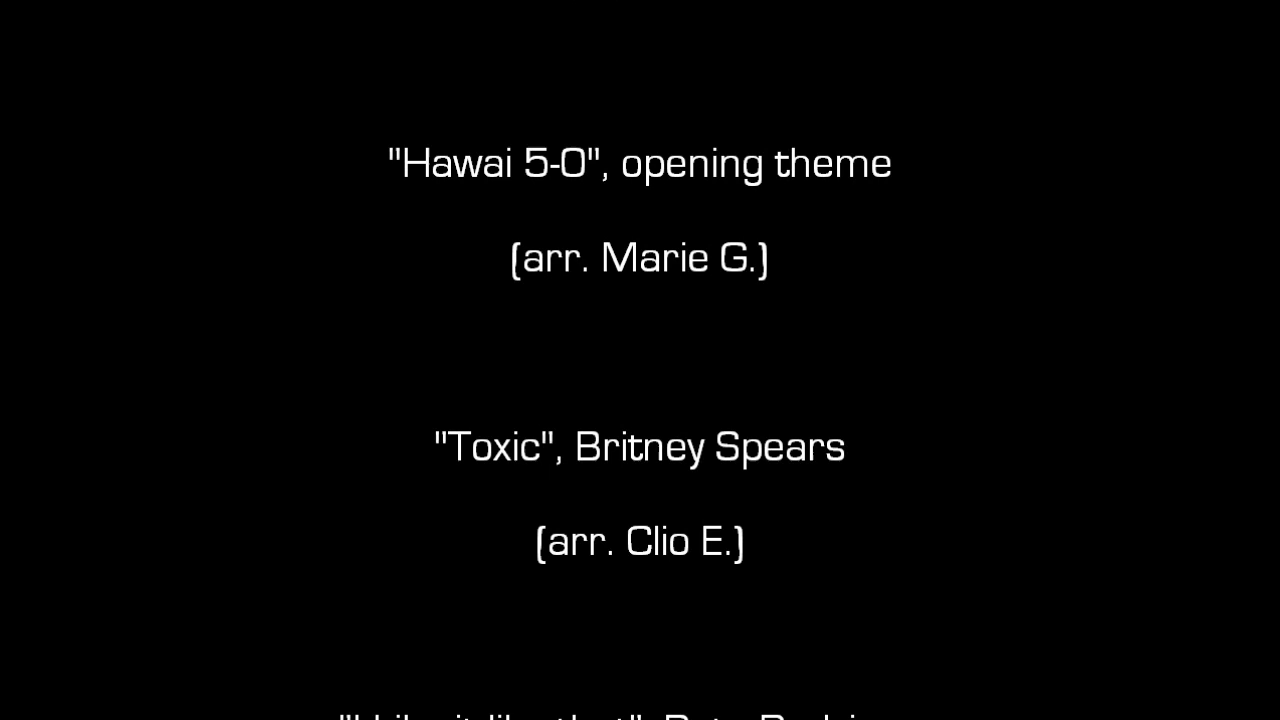 "Hawai 5-0", opening theme
(arr. Marie G.)
"Toxic", Britney Spears
(arr. Clio E.)